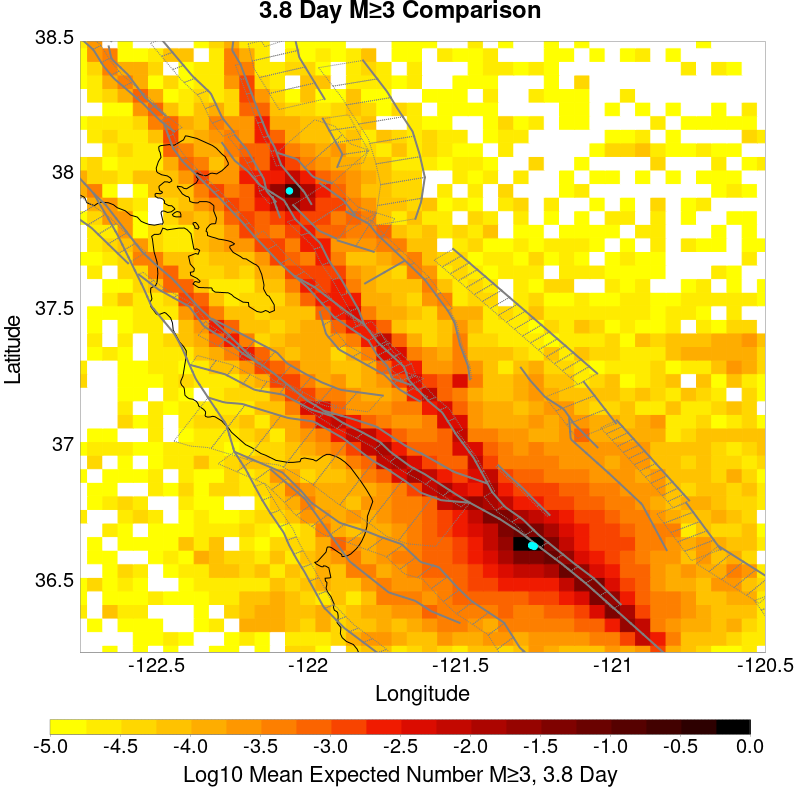 3.8 Day M≥3 Comparison
38.5
38
37.5
37
36.5
Latitude
-122.5 -122 -121.5 -121 -120.5
Longitude
-5.0 -4.5 -4.0 -3.5 -3.0 -2.5 -2.0 -1.5 -1.0 -0.5 0.0
Log10 Mean Expected Number M≥3, 3.8 Day